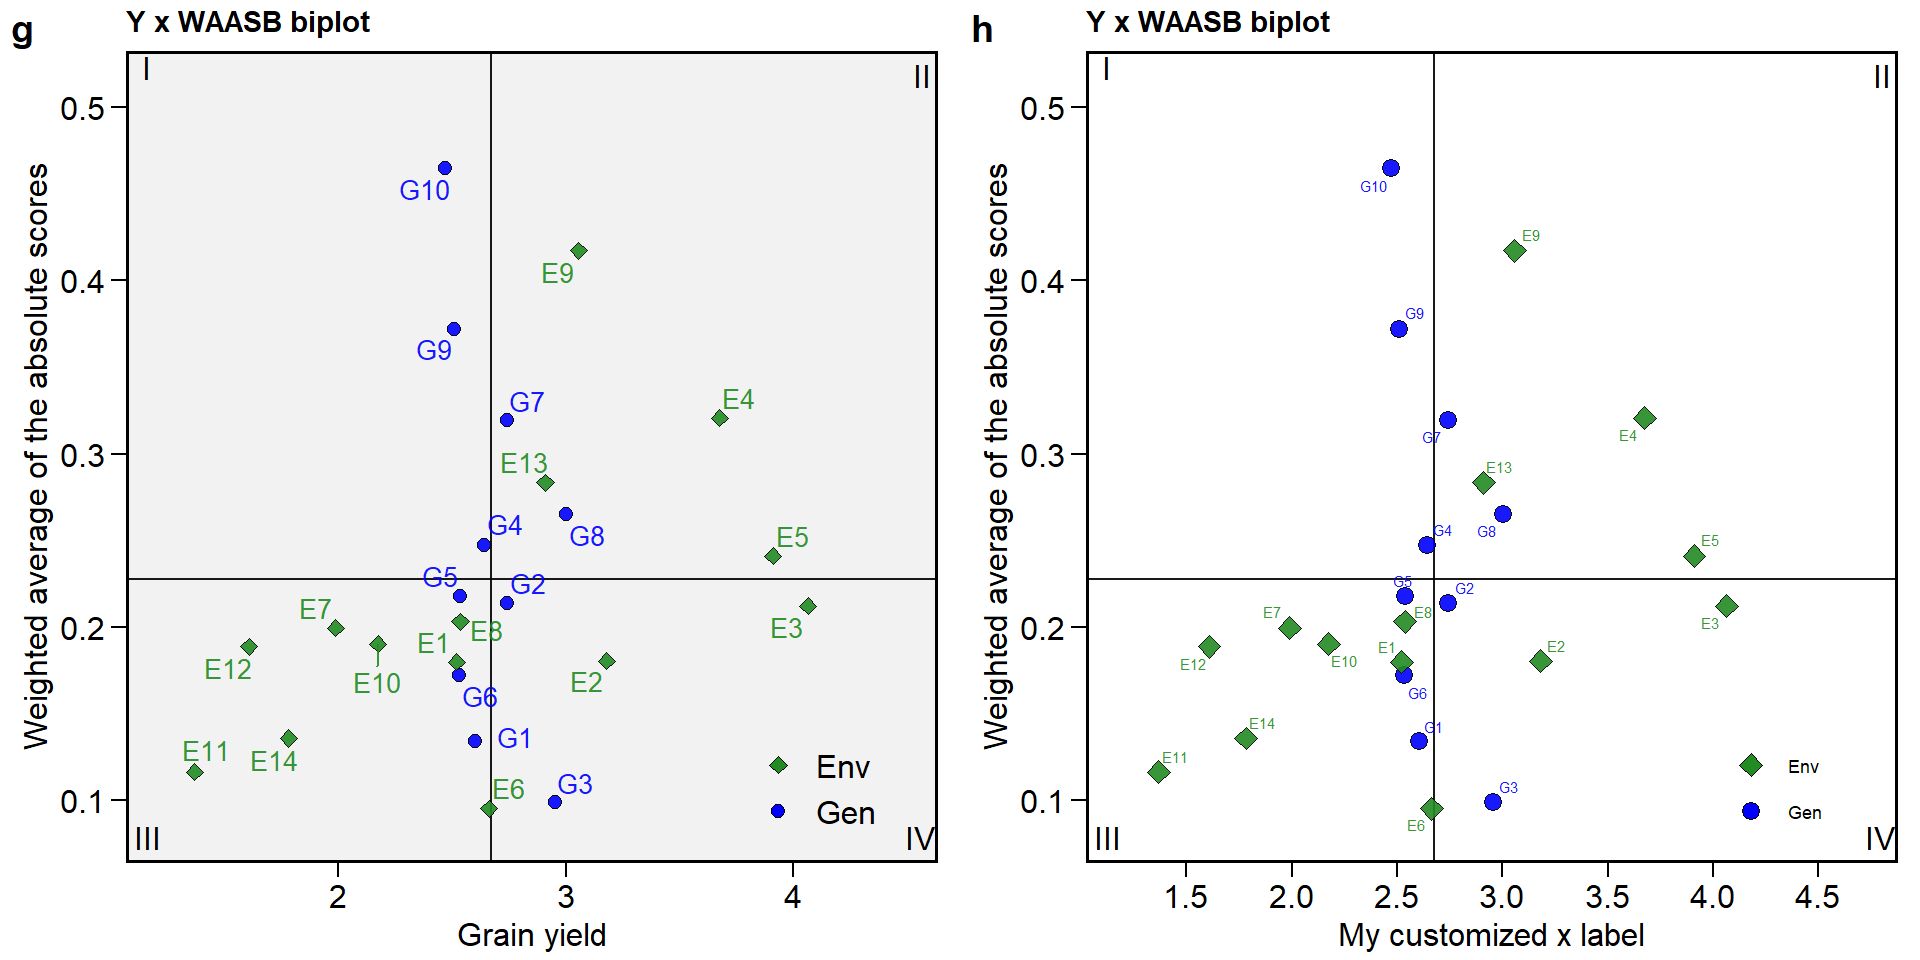 g
Y x WAASB biplot
I
II
0.5
G10
E9
0.4
G9
G7
E4
0.3
E13
G4
G8
E5
G5
G2
E7
E8
0.2
E1
E3
E12
E10
E2
G6
G1
E11
E14
E6
G3
Env
0.1
Gen
III
IV
2
3
4
Grain yield
Weighted average of the absolute scores
h
Y x WAASB biplot
I
II
0.5
G10
E9
0.4
G9
G7
E4
0.3
E13
G4
G8
E5
G5
G2
E7
E8
0.2
E3
E1
E2
E12
E10
G6
E14
G1
E11
Env
G3
0.1
Gen
E6
III
IV
1.5
2.0
2.5
3.0
3.5
4.0
4.5
My customized x label
Weighted average of the absolute scores